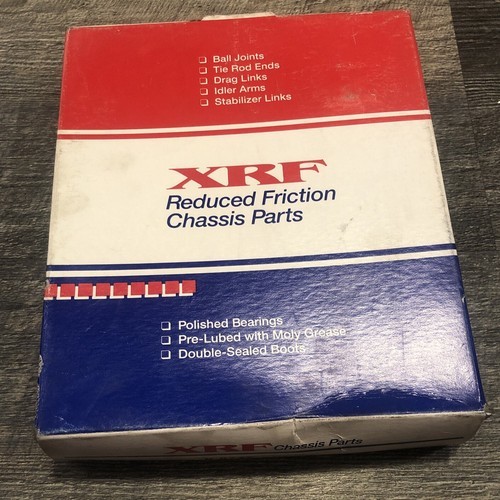 ❑ Ball Joints
❑ Tie Rod Ends
❑ Drag Links
❑ Idler Arms
❑ Stabilizer Links
XRF
Reduced Friction
Chassis Parts
❑ Polished Bearings
❑ Pre-Lubed with Moly Grease
❑ Double-Sealed Boots
XRF Chassis Parts